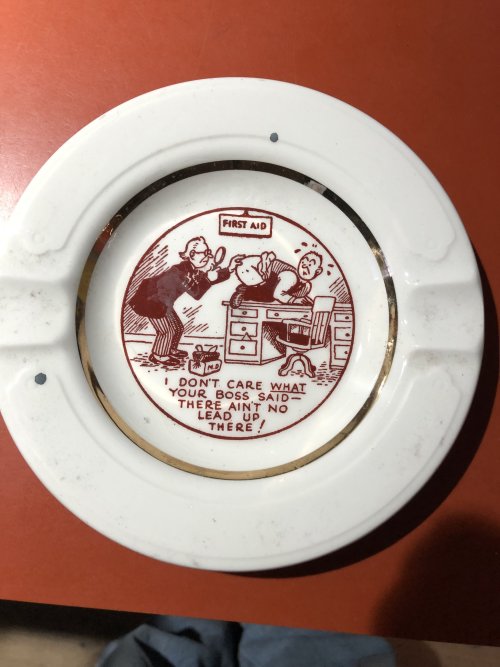 FIRST AID
M.D.
I DON'T CARE WHAT
YOUR BOSS SAID—
THERE AIN'T NO
LEAD UP
THERE!